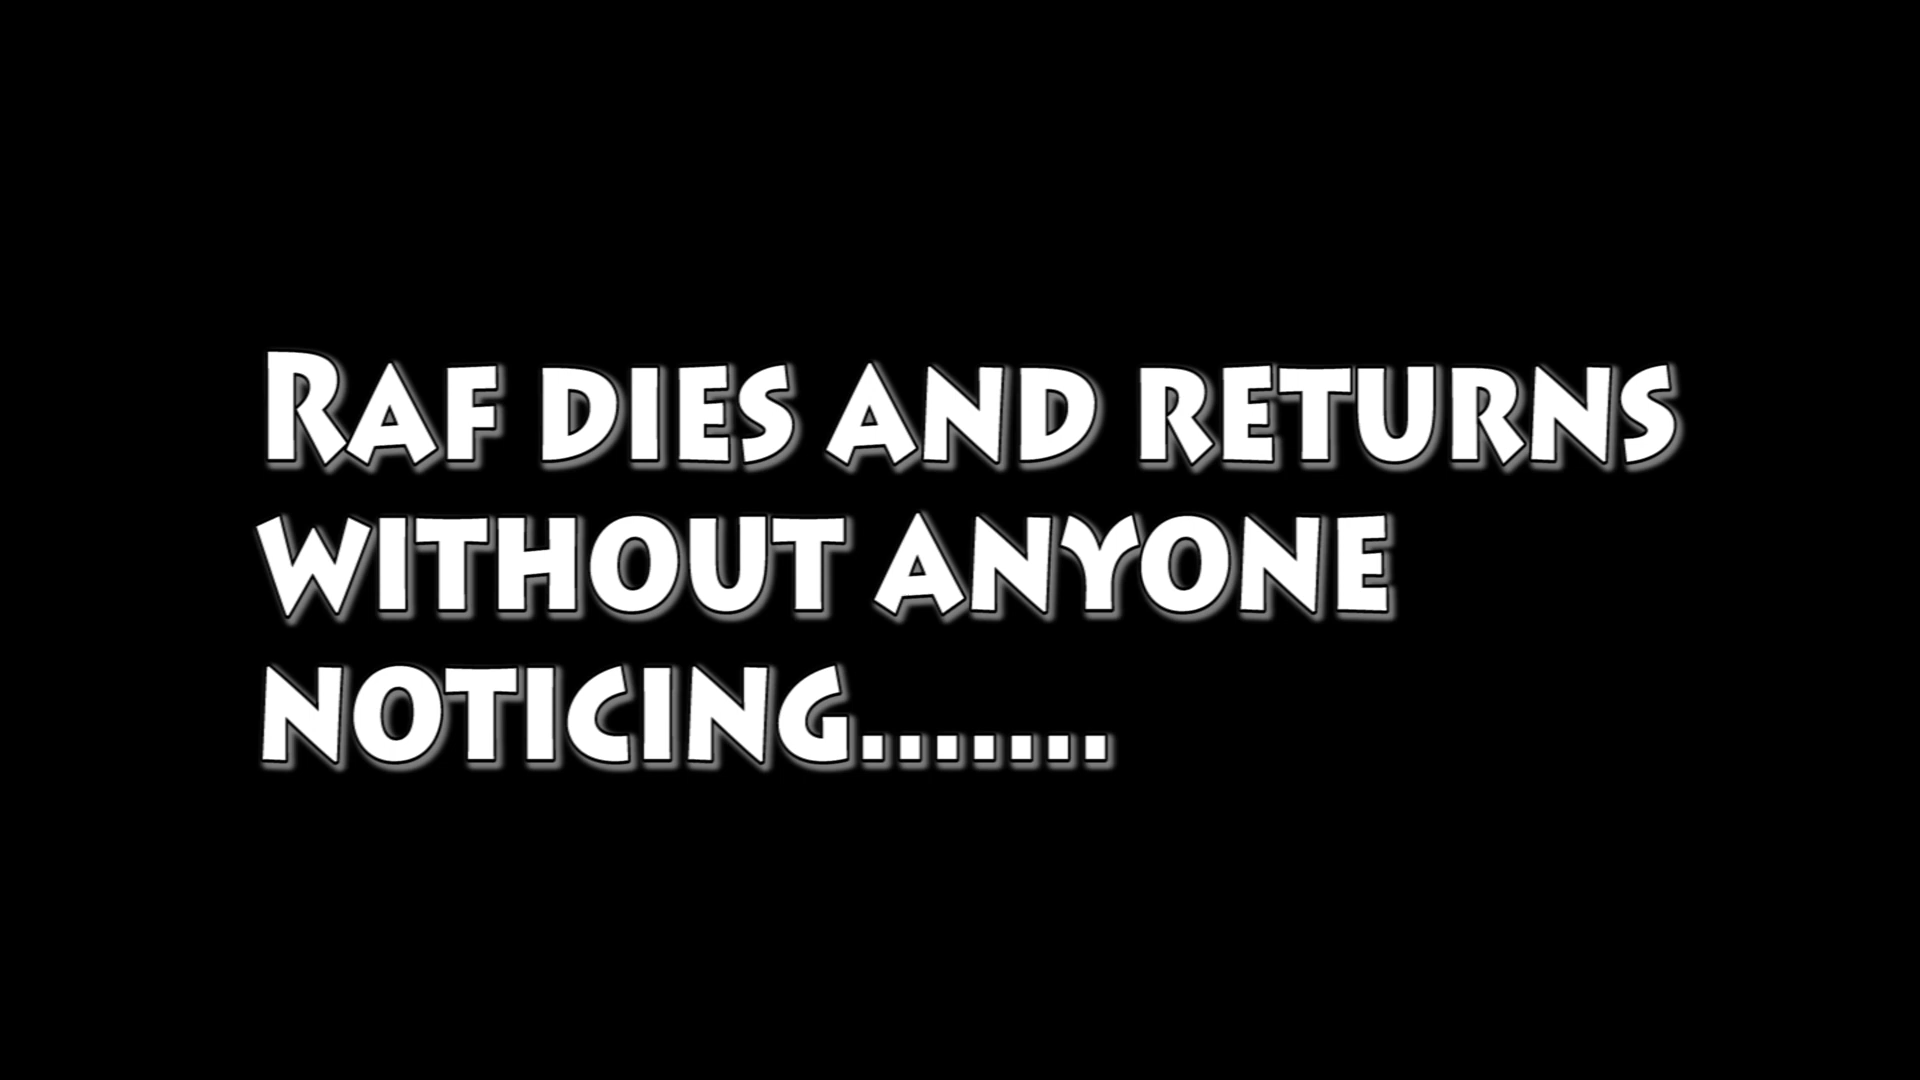 Raf dies and returns
without anyone
noticing.......